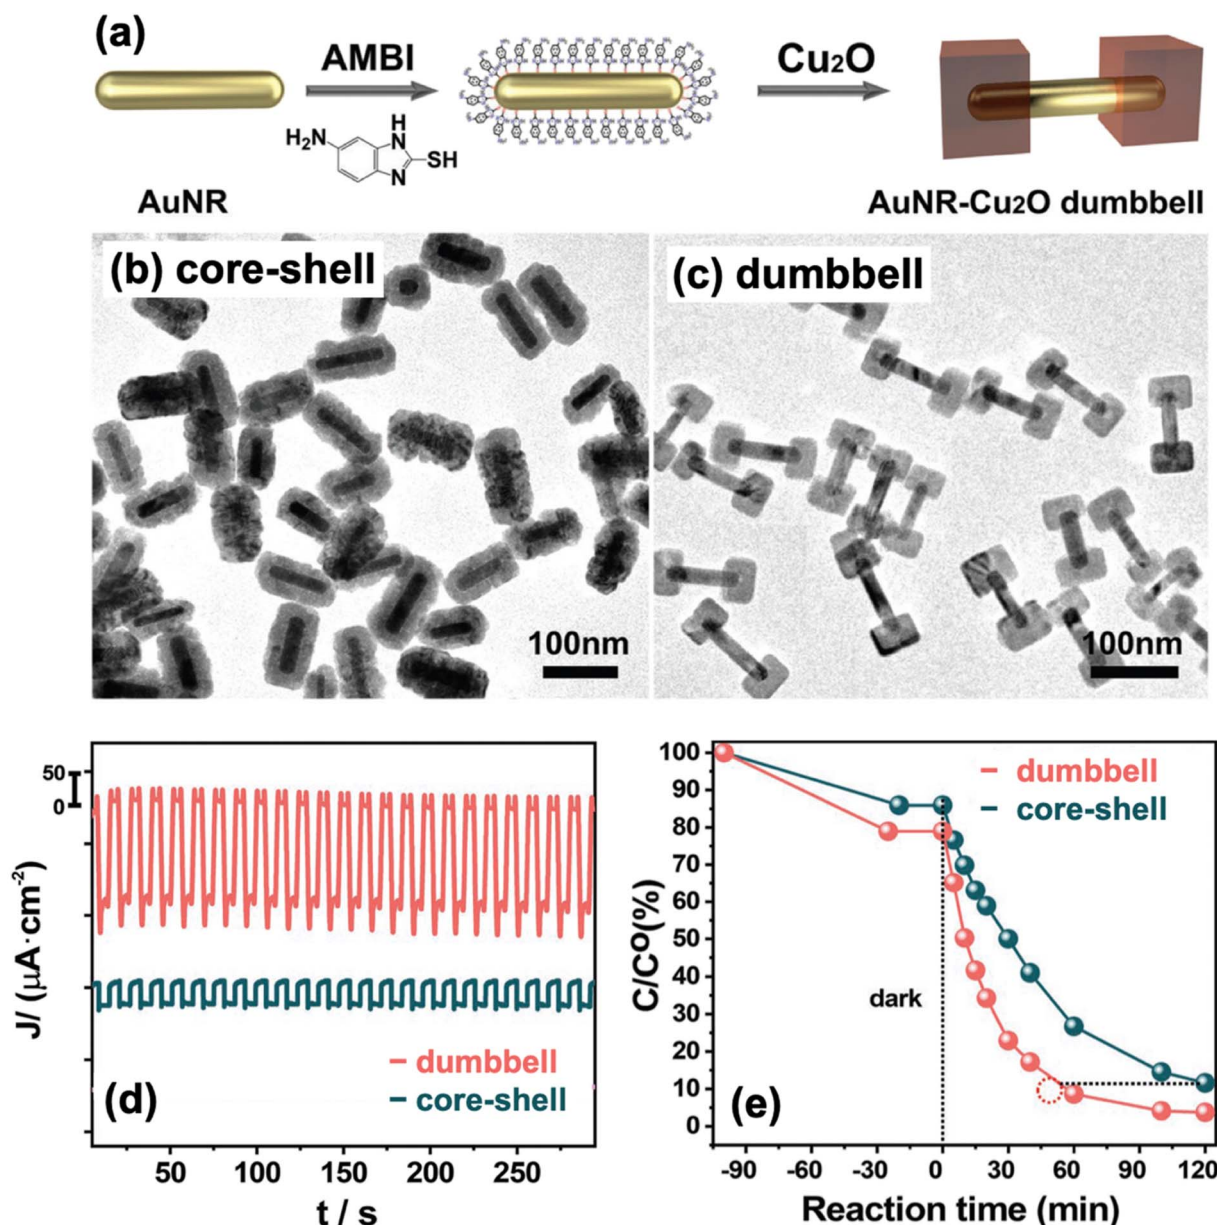 (a)
AMBI
Cu₂O
H₂N
H
N
SH
N
AuNR
AuNR-Cu₂O dumbbell
(b) core-shell
(c) dumbbell
100nm
100nm
50
0
J/ (μA·cm⁻²)
dumbbell
core-shell
(d)
50 100 150 200 250
t / s
100
90
80
70
60
50
40
30
20
10
0
C/C⁰(%)
dumbbell
core-shell
dark
(e)
-90 -60 -30 0 30 60 90 120
Reaction time (min)